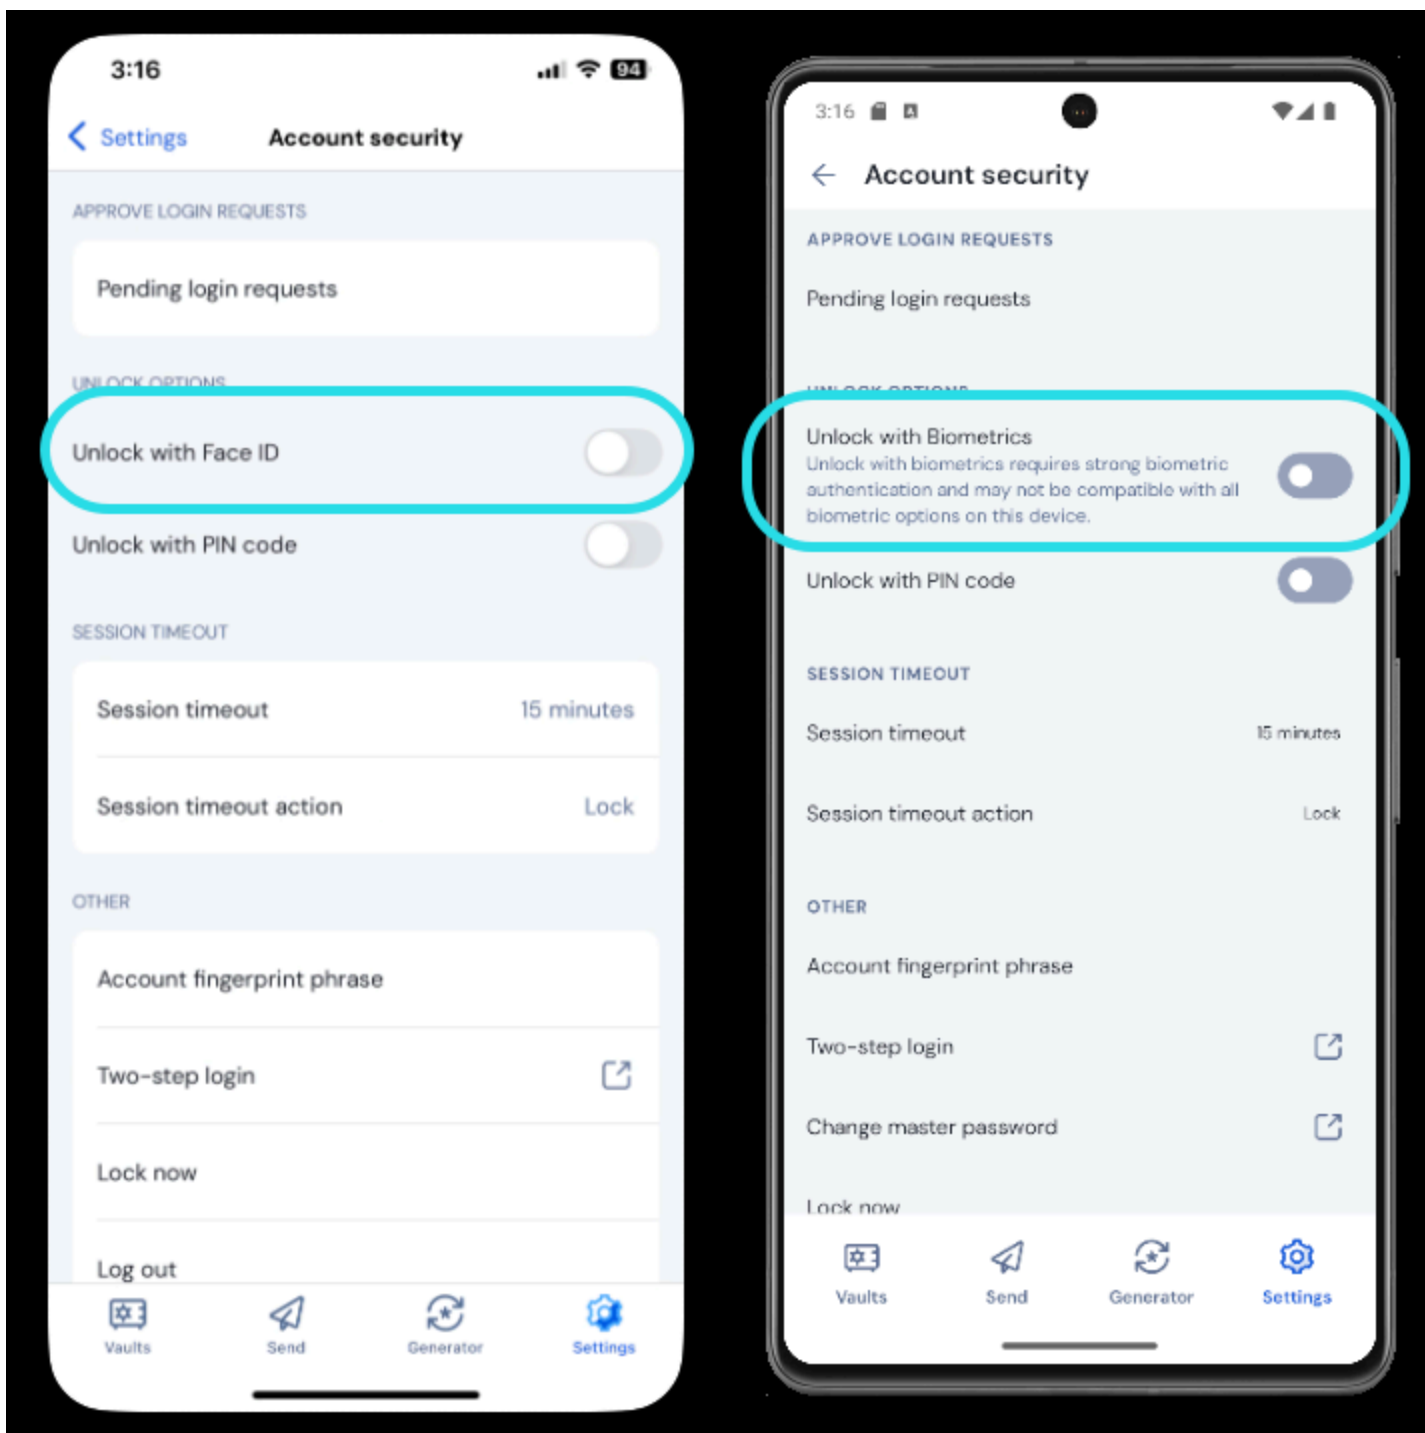 3:16
94
Settings
Account security
APPROVE LOGIN REQUESTS
Pending login requests
UNLOCK OPTIONS
Unlock with Face ID
Unlock with PIN code
SESSION TIMEOUT
Session timeout
15 minutes
Session timeout action
Lock
OTHER
Account fingerprint phrase
Two-step login
Lock now
Log out
Vaults
Send
Generator
Settings
3:16
Account security
APPROVE LOGIN REQUESTS
Pending login requests
UNLOCK OPTIONS
Unlock with Biometrics
Unlock with biometrics requires strong biometric
authentication and may not be compatible with all
biometric options on this device.
Unlock with PIN code
SESSION TIMEOUT
Session timeout
15 minutes
Session timeout action
Lock
OTHER
Account fingerprint phrase
Two-step login
Change master password
Lock now
Vaults
Send
Generator
Settings